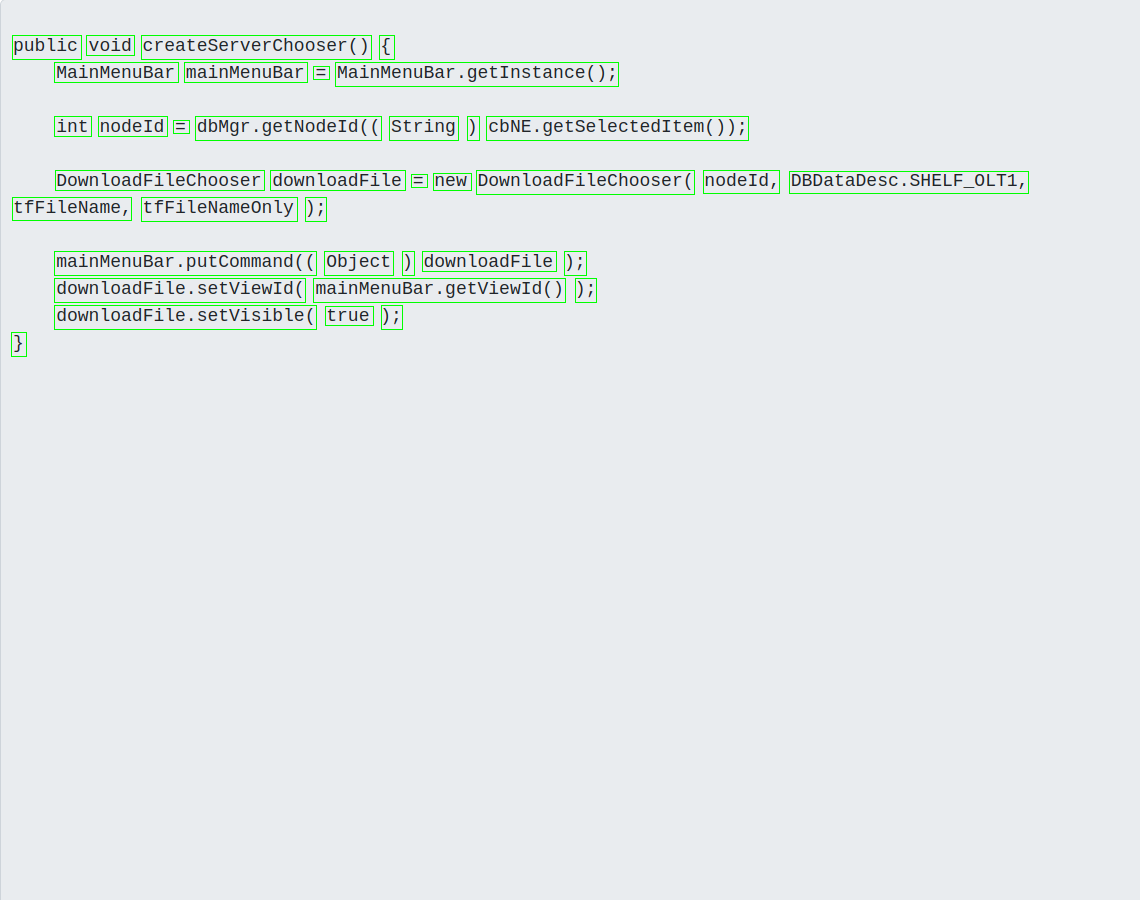 public void createServerChooser() {
    MainMenuBar mainMenuBar = MainMenuBar.getInstance();
    int nodeId = dbMgr.getNodeId(( String ) cbNE.getSelectedItem());
    DownloadFileChooser downloadFile = new DownloadFileChooser( nodeId, DBDataDesc.SHELF_OLT1,
tfFileName, tfFileNameOnly );
    mainMenuBar.putCommand(( Object ) downloadFile );
    downloadFile.setViewId( mainMenuBar.getViewId() );
    downloadFile.setVisible( true );
}